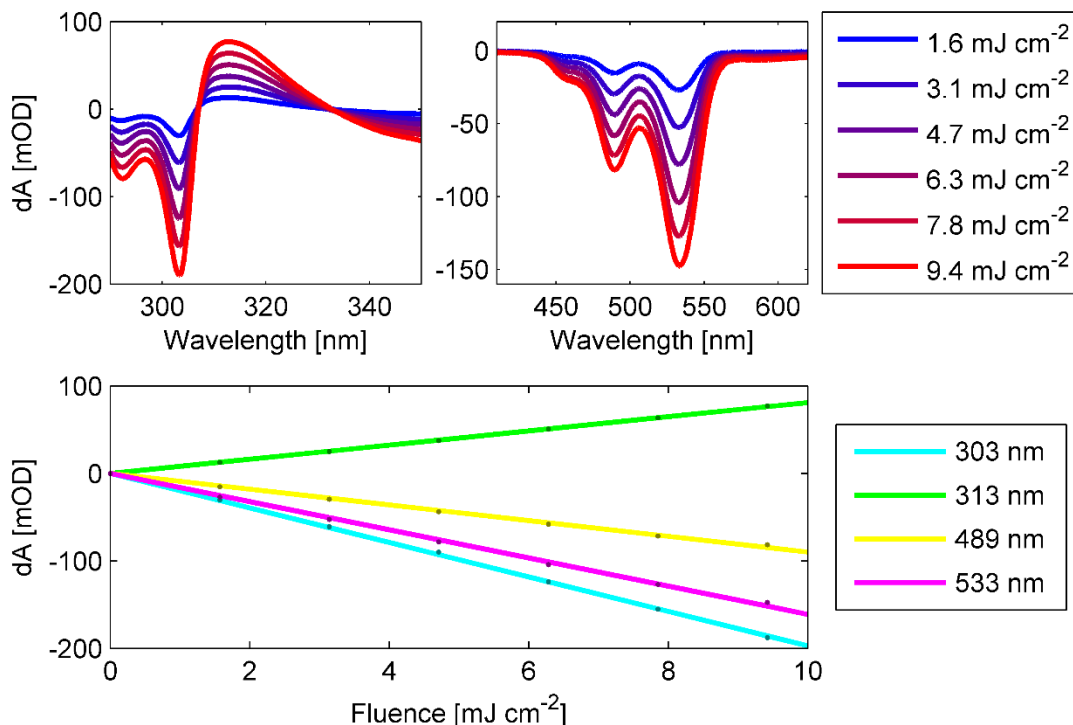 100
0
-100
-200
dA [mOD]
300
320
340
Wavelength [nm]
0
-50
-100
-150
450
500
550
600
Wavelength [nm]
1.6 mJ cm⁻²
3.1 mJ cm⁻²
4.7 mJ cm⁻²
6.3 mJ cm⁻²
7.8 mJ cm⁻²
9.4 mJ cm⁻²
100
0
-100
-200
dA [mOD]
0
2
4
6
8
10
Fluence [mJ cm⁻²]
303 nm
313 nm
489 nm
533 nm